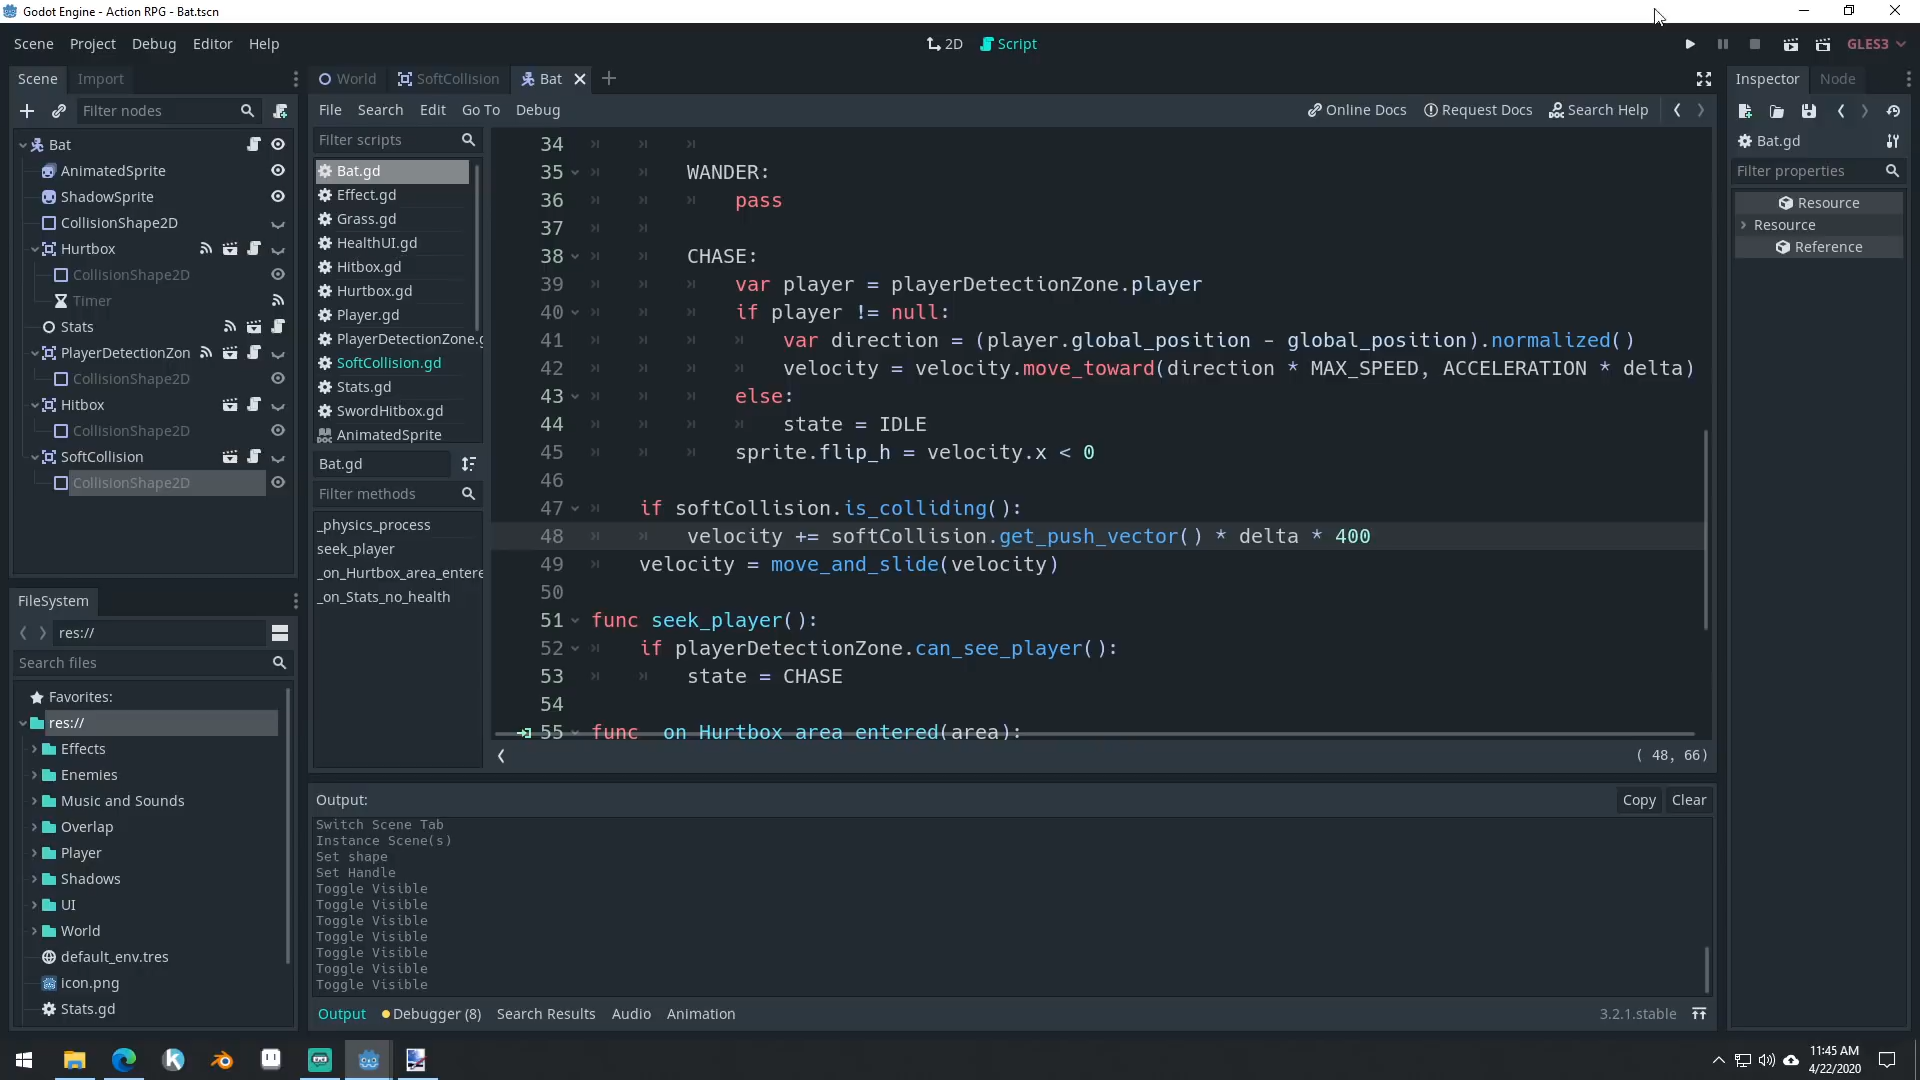 Godot Engine - Action RPG - Bat.tscn
Scene Project Debug Editor Help
2D Script
GLES3
Scene Import
Filter nodes
Bat
AnimatedSprite
ShadowSprite
CollisionShape2D
Hurtbox
CollisionShape2D
Timer
Stats
PlayerDetectionZon
CollisionShape2D
Hitbox
CollisionShape2D
SoftCollision
CollisionShape2D
FileSystem
res://
Search files
Favorites:
res://
Effects
Enemies
Music and Sounds
Overlap
Player
Shadows
UI
World
default_env.tres
icon.png
Stats.gd
World SoftCollision Bat
File Search Edit Go To Debug
Online Docs Request Docs Search Help
Filter scripts
Bat.gd
Effect.gd
Grass.gd
HealthUI.gd
Hitbox.gd
Hurtbox.gd
Player.gd
PlayerDetectionZone.g
SoftCollision.gd
Stats.gd
SwordHitbox.gd
AnimatedSprite
Bat.gd
Filter methods
_physics_process
seek_player
_on_Hurtbox_area_entere
_on_Stats_no_health
34
35 WANDER:
36 pass
37
38 CHASE:
39 var player = playerDetectionZone.player
40 if player != null:
41 var direction = (player.global_position - global_position).normalized()
42 velocity = velocity.move_toward(direction * MAX_SPEED, ACCELERATION * delta)
43 else:
44 state = IDLE
45 sprite.flip_h = velocity.x < 0
46
47 if softCollision.is_colliding():
48 velocity += softCollision.get_push_vector() * delta * 400
49 velocity = move_and_slide(velocity)
50
51 func seek_player():
52 if playerDetectionZone.can_see_player():
53 state = CHASE
54
55 func _on_Hurtbox_area_entered(area):
( 48, 66)
Output:
Copy Clear
Switch Scene Tab
Instance Scene(s)
Set shape
Set Handle
Toggle Visible
Toggle Visible
Toggle Visible
Toggle Visible
Toggle Visible
Toggle Visible
Toggle Visible
Output Debugger (8) Search Results Audio Animation
3.2.1.stable
Inspector Node
Bat.gd
Filter properties
Resource
Resource
Reference
11:45 AM
4/22/2020